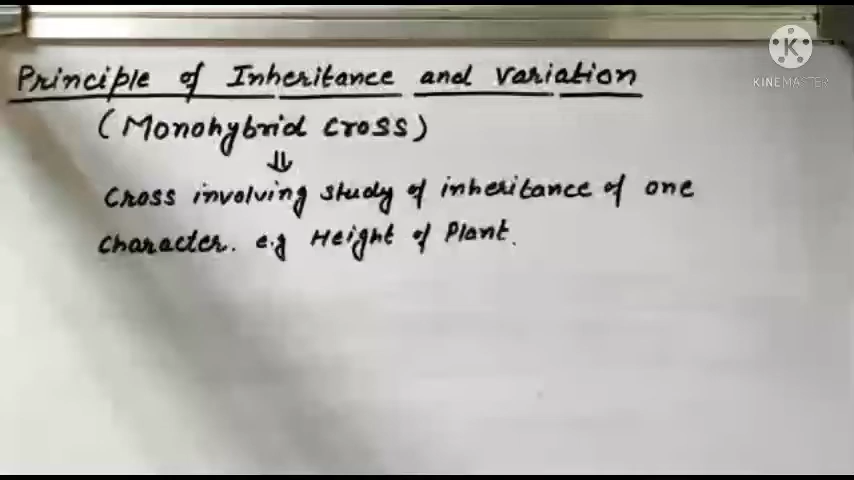 Principle of Inheritance and variation
(Monohybrid cross)
⇓
Cross involving study of inheritance of one
character. e.g Height of Plant.
K
KINEMASTER